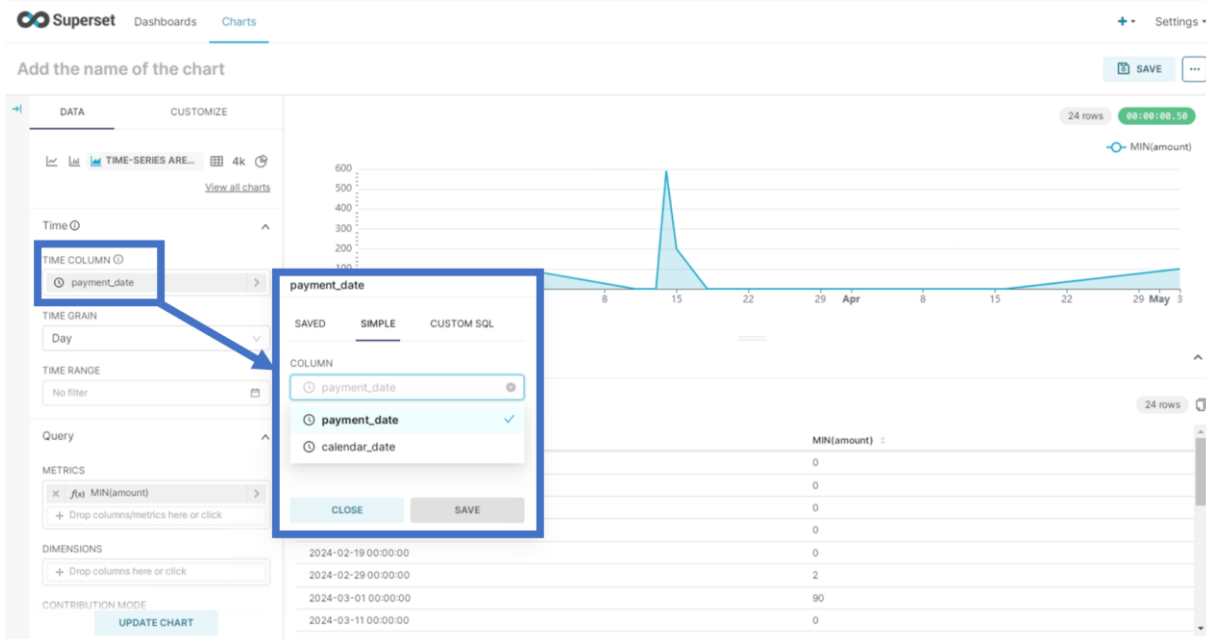 Superset Dashboards Charts + Settings
Add the name of the chart
SAVE ...
DATA CUSTOMIZE
24 rows 00:00:00.50
MIN(amount)
TIME-SERIES ARE... 4k
View all charts
600
500
400
300
200
100
8 15 22 29 Apr 8 15 22 29 May 3
Time
TIME COLUMN
payment_date
TIME GRAIN
Day
TIME RANGE
No filter
Query
METRICS
f(x) MIN(amount)
+ Drop columns/metrics here or click
DIMENSIONS
+ Drop columns here or click
CONTRIBUTION MODE
UPDATE CHART
payment_date
SAVED SIMPLE CUSTOM SQL
COLUMN
payment_date
payment_date
calendar_date
CLOSE SAVE
24 rows
MIN(amount)
0
0
0
0
2024-02-19 00:00:00 0
2024-02-29 00:00:00 2
2024-03-01 00:00:00 90
2024-03-11 00:00:00 0